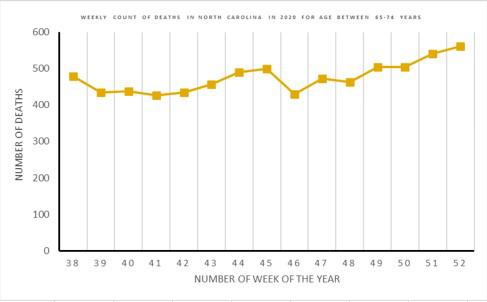 WEEKLY COUNT OF DEATHS IN NORTH CAROLINA IN 2020 FOR AGE BETWEEN 65-74 YEARS
600
500
400
300
200
100
0
NUMBER OF DEATHS
38 39 40 41 42 43 44 45 46 47 48 49 50 51 52
NUMBER OF WEEK OF THE YEAR